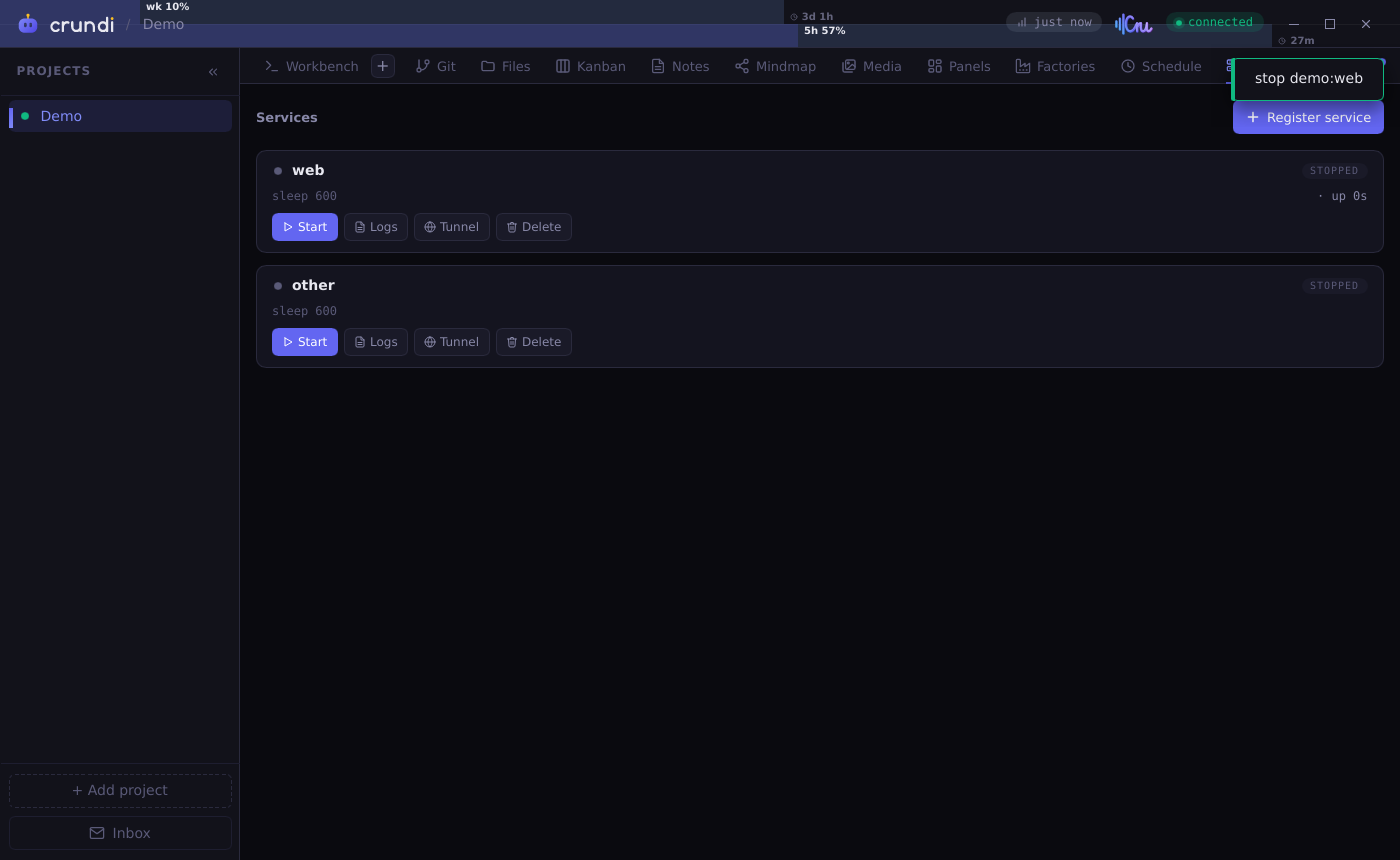 wk 10%
crundi / Demo
3d 1h
5h 57%
just now
Cru
connected
27m
PROJECTS «
Workbench + Git Files Kanban Notes Mindmap Media Panels Factories Schedule
stop demo:web
Demo
Services
+ Register service
web
STOPPED
sleep 600
· up 0s
Start Logs Tunnel Delete
other
STOPPED
sleep 600
Start Logs Tunnel Delete
+ Add project
Inbox